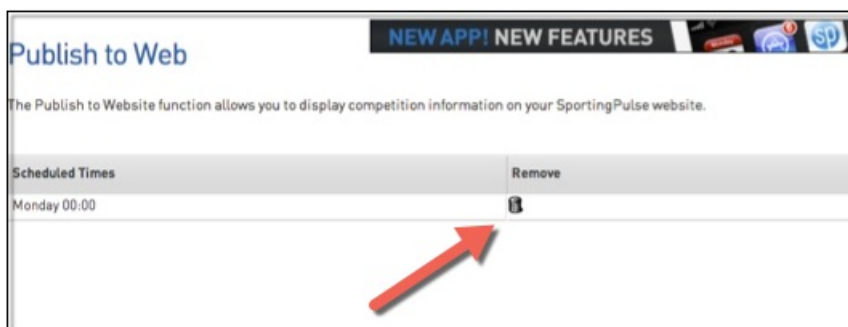 NEW APP! NEW FEATURES
sp
Publish to Web
The Publish to Website function allows you to display competition information on your SportingPulse website.
Scheduled Times Remove
Monday 00:00